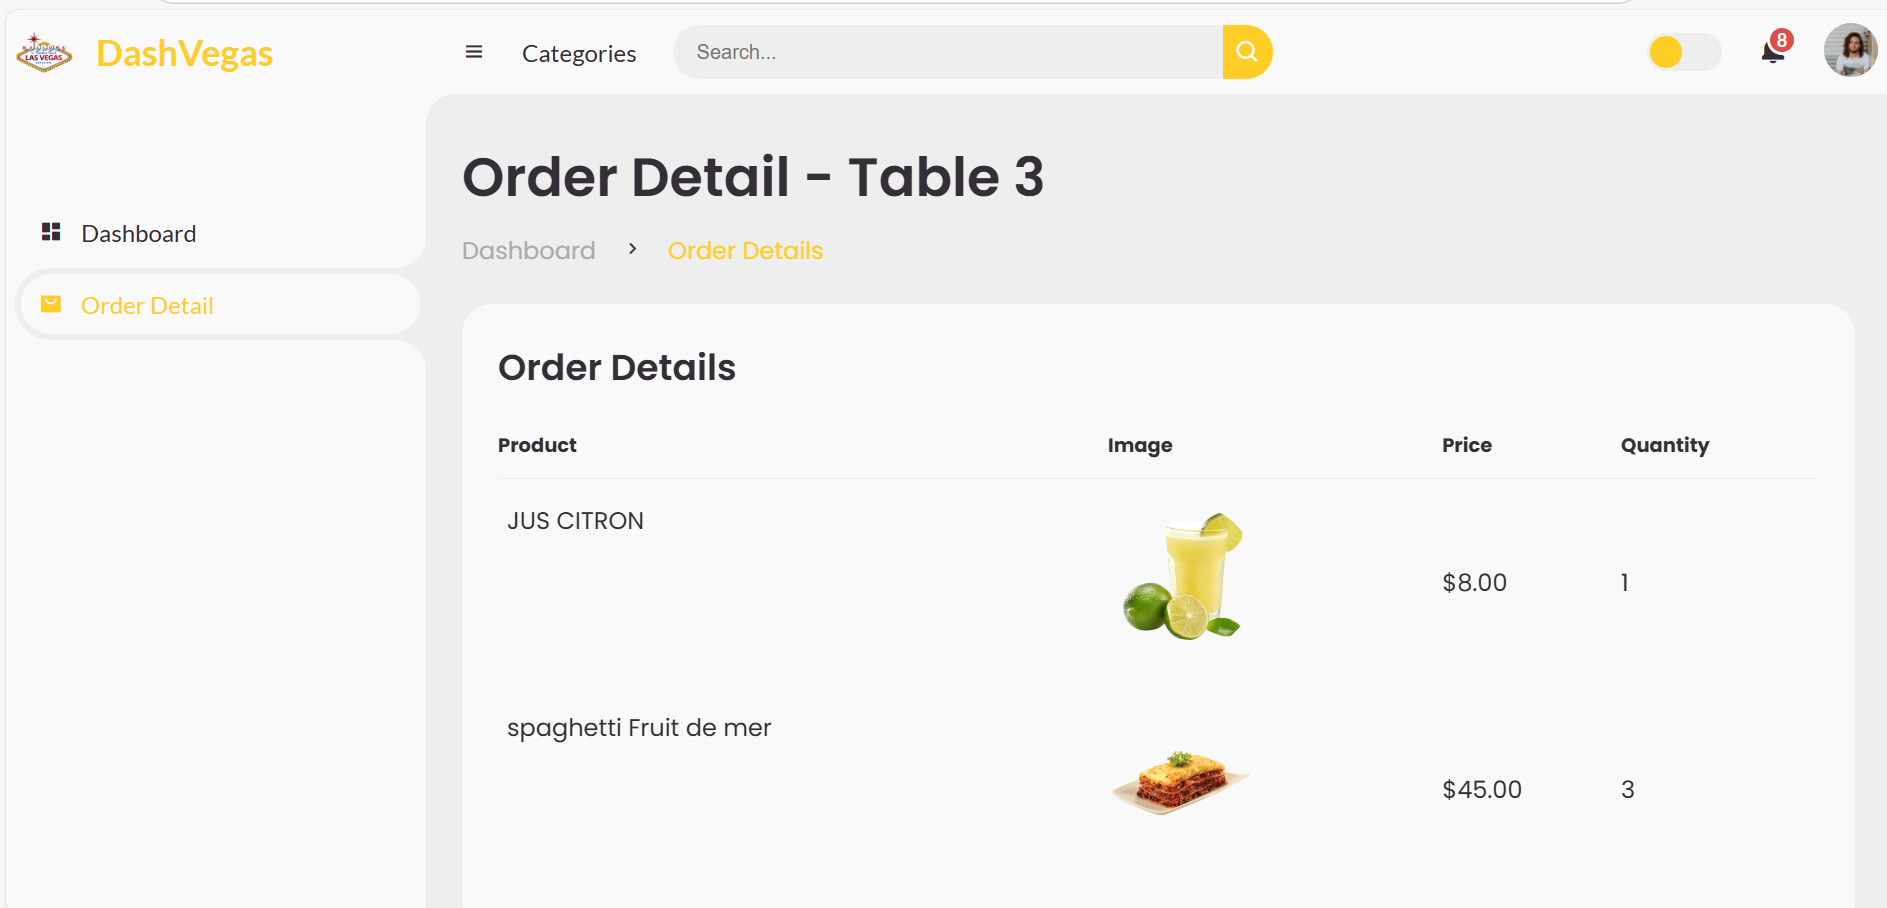 LAS VEGAS
DashVegas
Categories
Search...
8
Order Detail - Table 3
Dashboard
Dashboard > Order Details
Order Detail
Order Details
Product Image Price Quantity
JUS CITRON
$8.00 1
spaghetti Fruit de mer
$45.00 3